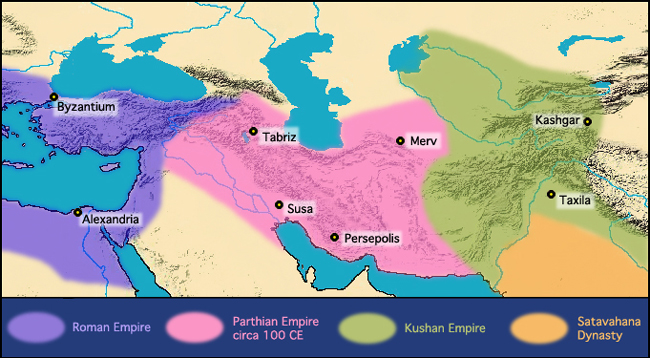 Byzantium
Kashgar
Tabriz
Merv
Taxila
Susa
Alexandria
Persepolis
Roman Empire
Parthian Empire
circa 100 CE
Kushan Empire
Satavahana
Dynasty